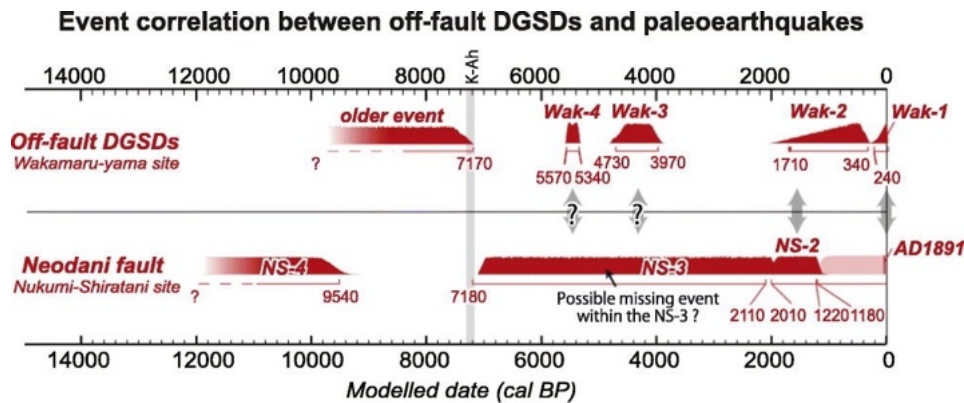 Event correlation between off-fault DGSDs and paleoearthquakes
14000 12000 10000 8000 K-Ah 6000 4000 2000 0
older event Wak-4 Wak-3 Wak-2 Wak-1
Off-fault DGSDs
Wakamaru-yama site
? 7170 5570 5340 4730 3970 1710 340 240
? ?
Neodani fault NS-4 NS-3 NS-2 AD1891
Nukumi-Shiratani site
? 9540 7180 2110 2010 1220 1180
Possible missing event
within the NS-3 ?
14000 12000 10000 8000 6000 4000 2000 0
Modelled date (cal BP)